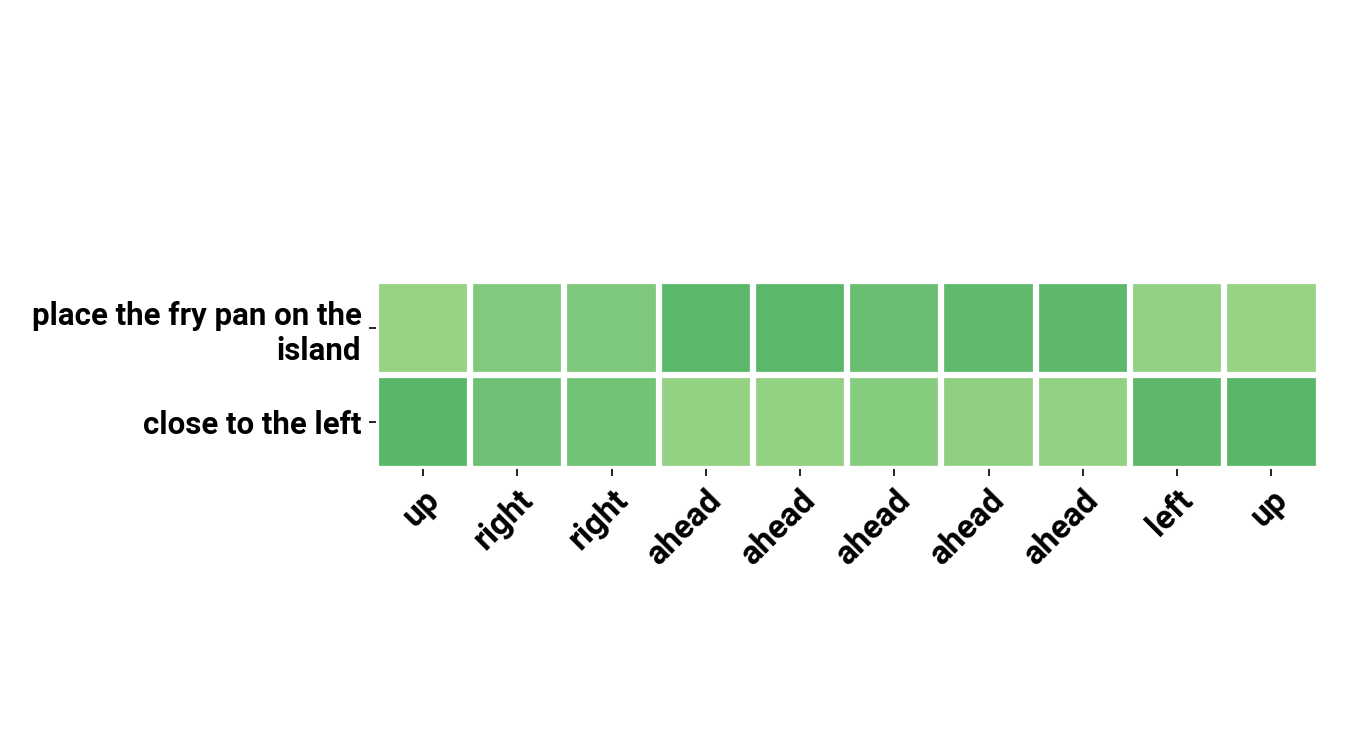 place the fry pan on the
island
close to the left
up
right
right
ahead
ahead
ahead
ahead
ahead
left
up